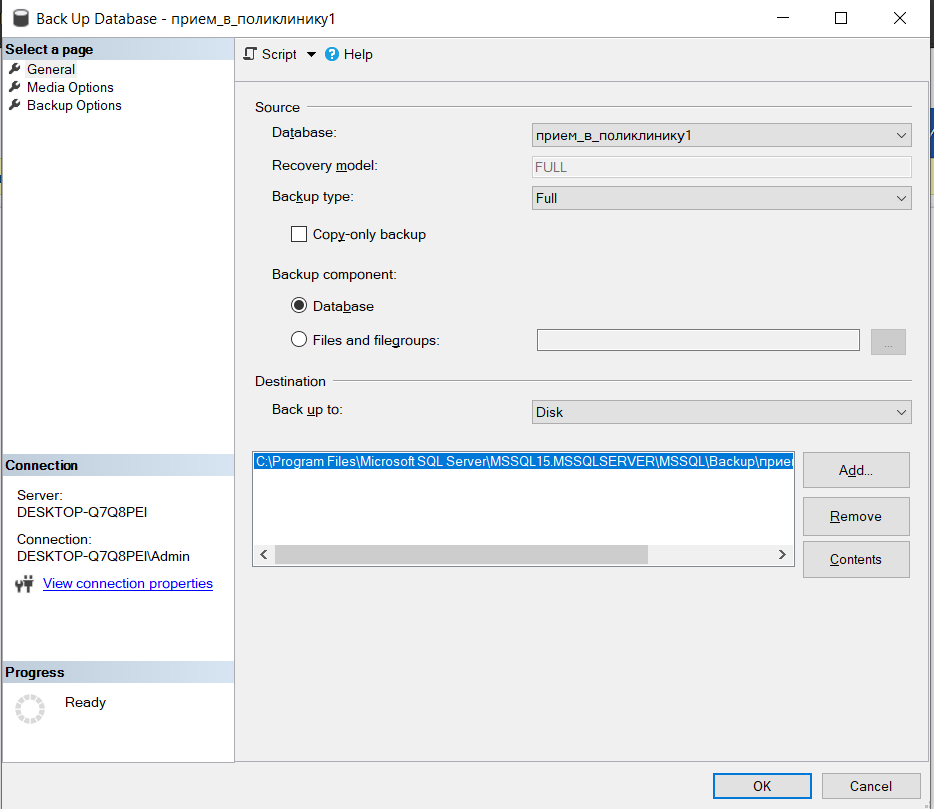 Back Up Database - прием_в_поликлинику1
Select a page
General
Media Options
Backup Options
Script
Help
Source
Database:
прием_в_поликлинику1
Recovery model:
FULL
Backup type:
Full
Copy-only backup
Backup component:
Database
Files and filegroups:
...
Destination
Back up to:
Disk
C:\Program Files\Microsoft SQL Server\MSSQL15.MSSQLSERVER\MSSQL\Backup\прием
Add...
Remove
Contents
Connection
Server:
DESKTOP-Q7Q8PEI
Connection:
DESKTOP-Q7Q8PEI\Admin
View connection properties
Progress
Ready
OK
Cancel